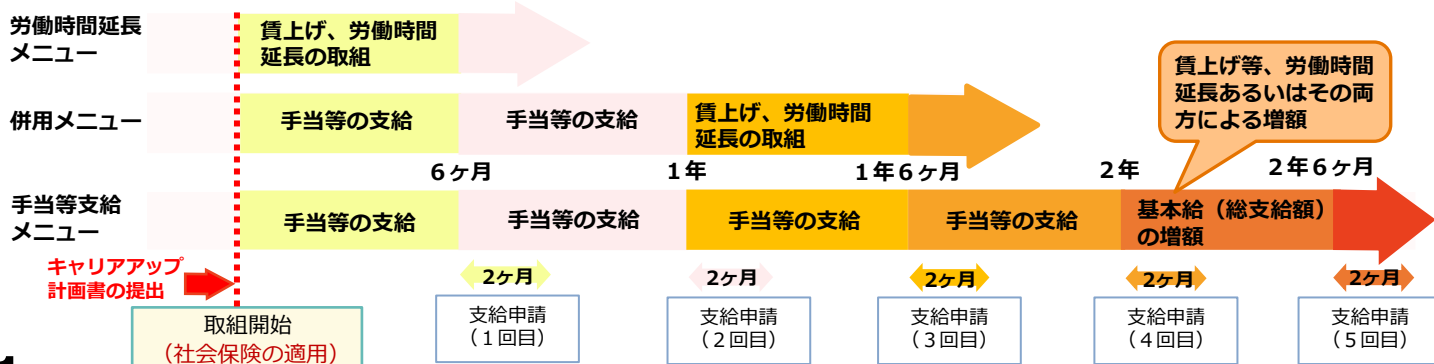 労働時間延長
メニュー
賃上げ、労働時間
延長の取組
賃上げ等、労働時間
延長あるいはその両
方による増額
併用メニュー
手当等の支給
手当等の支給
賃上げ、労働時間
延長の取組
6ヶ月
1年
1年6ヶ月
2年
2年6ヶ月
手当等支給
メニュー
手当等の支給
手当等の支給
手当等の支給
手当等の支給
基本給（総支給額）
の増額
キャリアアップ
計画書の提出
2ヶ月
2ヶ月
2ヶ月
2ヶ月
2ヶ月
取組開始
（社会保険の適用）
支給申請
（1回目）
支給申請
（2回目）
支給申請
（3回目）
支給申請
（4回目）
支給申請
（5回目）